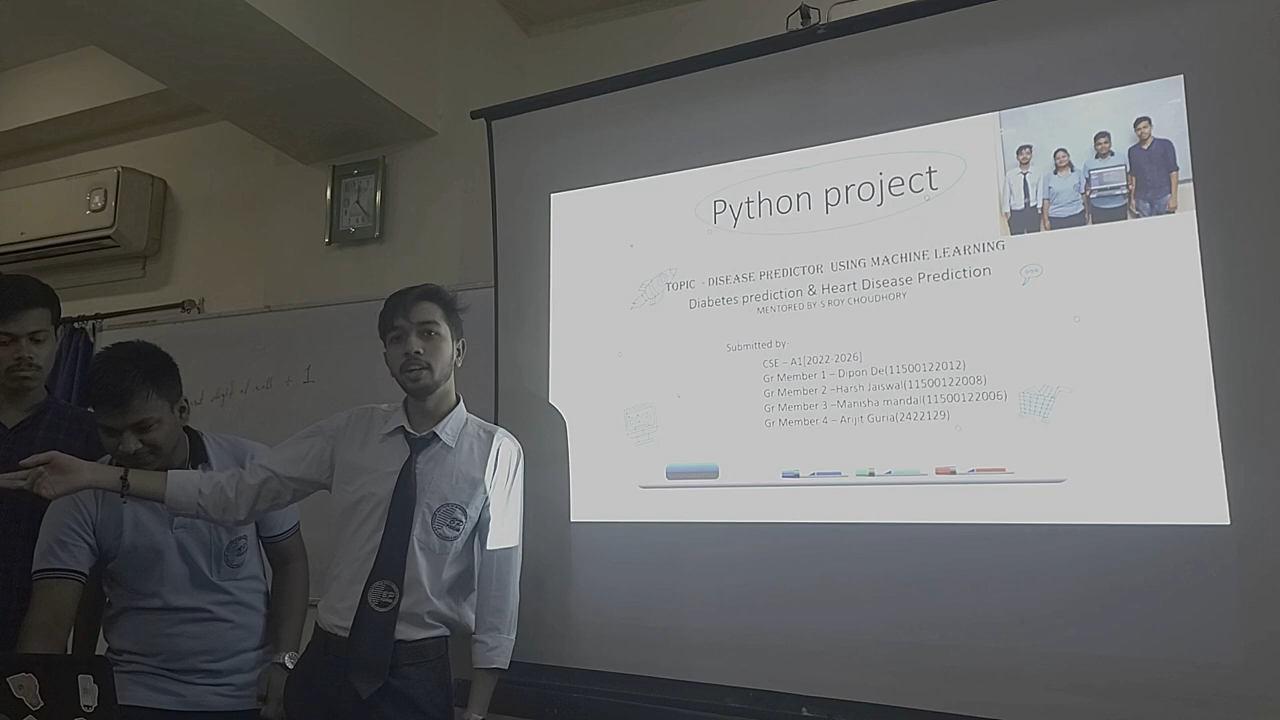 Python project
TOPIC - DISEASE PREDICTOR USING MACHINE LEARNING
Diabetes prediction & Heart Disease Prediction
MENTORED BY-S ROY CHOUDHORY
Submitted by-
CSE – A1[2022-2026]
Gr Member 1 – Dipon De(11500122012)
Gr Member 2 –Harsh Jaiswal(11500122008)
Gr Member 3 –Manisha mandal(11500122006)
Gr Member 4 – Arijit Guria(2422129)
+ 1